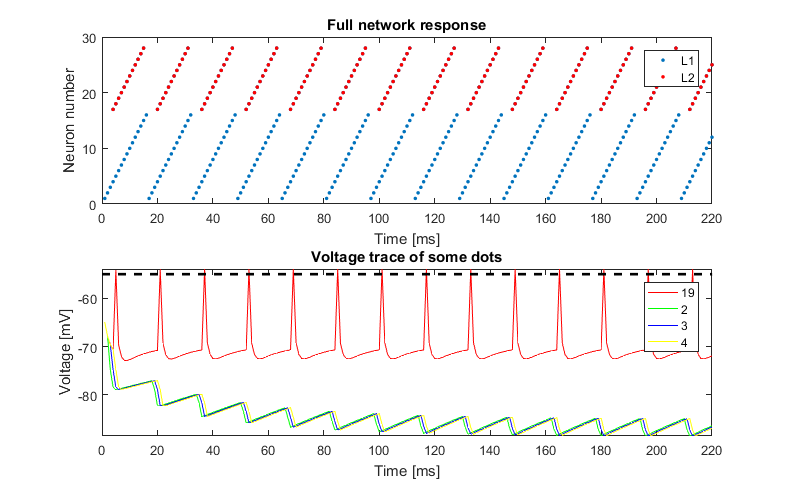 Full network response
Neuron number
30
20
10
0
L1
L2
0 20 40 60 80 100 120 140 160 180 200 220
Time [ms]
Voltage trace of some dots
Voltage [mV]
-60
-70
-80
19
2
3
4
0 20 40 60 80 100 120 140 160 180 200 220
Time [ms]